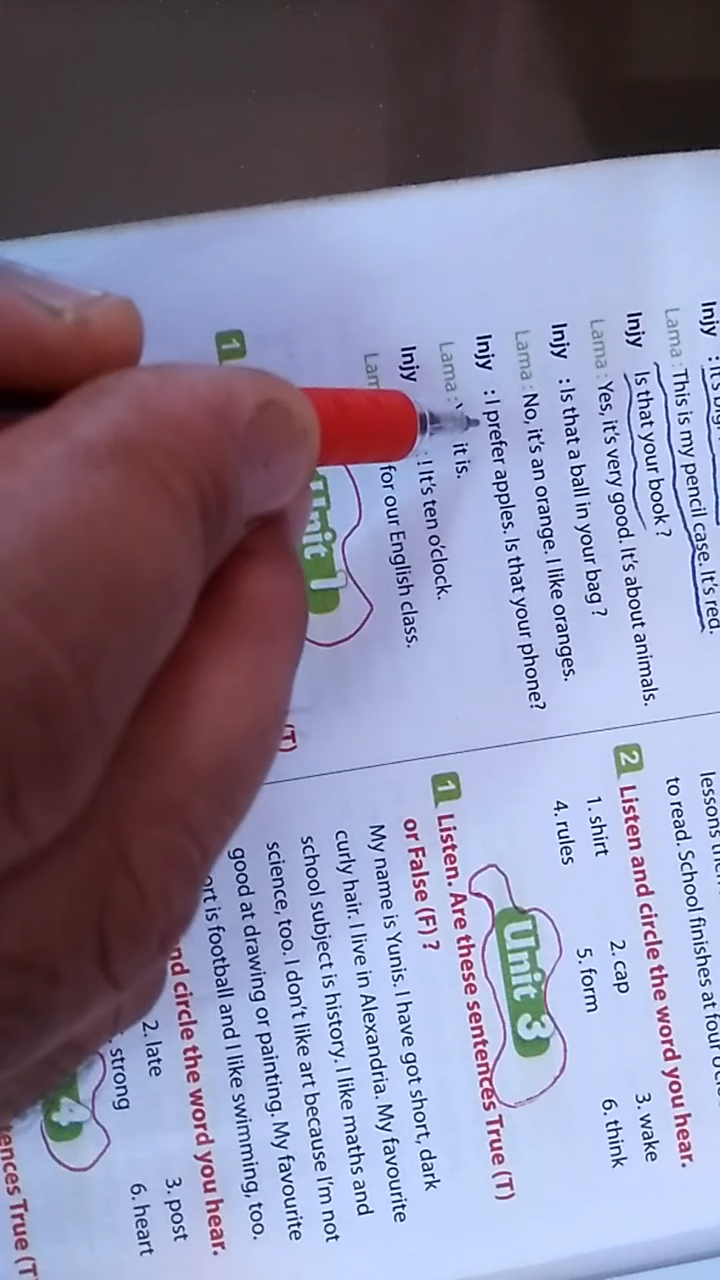 Injy : It's
Lama : This is my pencil case. It's red.
Injy Is that your book ?
Lama : Yes, it's very good. It's about animals.
Injy : Is that a ball in your bag ?
Lama : No, it's an orange. I like oranges.
Injy : I prefer apples. Is that your phone?
Lama : it is.
Injy ! It's ten o'clock.
for our English class.
Unit 1
1
(T)
lessons
to read. School finishes at four
2 Listen and circle the word you hear.
1. shirt 2. cap 3. wake
4. rules 5. form 6. think
Unit 3
1 Listen. Are these sentences True (T)
or False (F) ?
My name is Yunis. I have got short, dark
curly hair. I live in Alexandria. My favourite
school subject is history. I like maths and
science, too. I don't like art because I'm not
good at drawing or painting. My favourite
is football and I like swimming, too.
circle the word you hear.
2. late 3. post
strong 6. heart
4
True (T